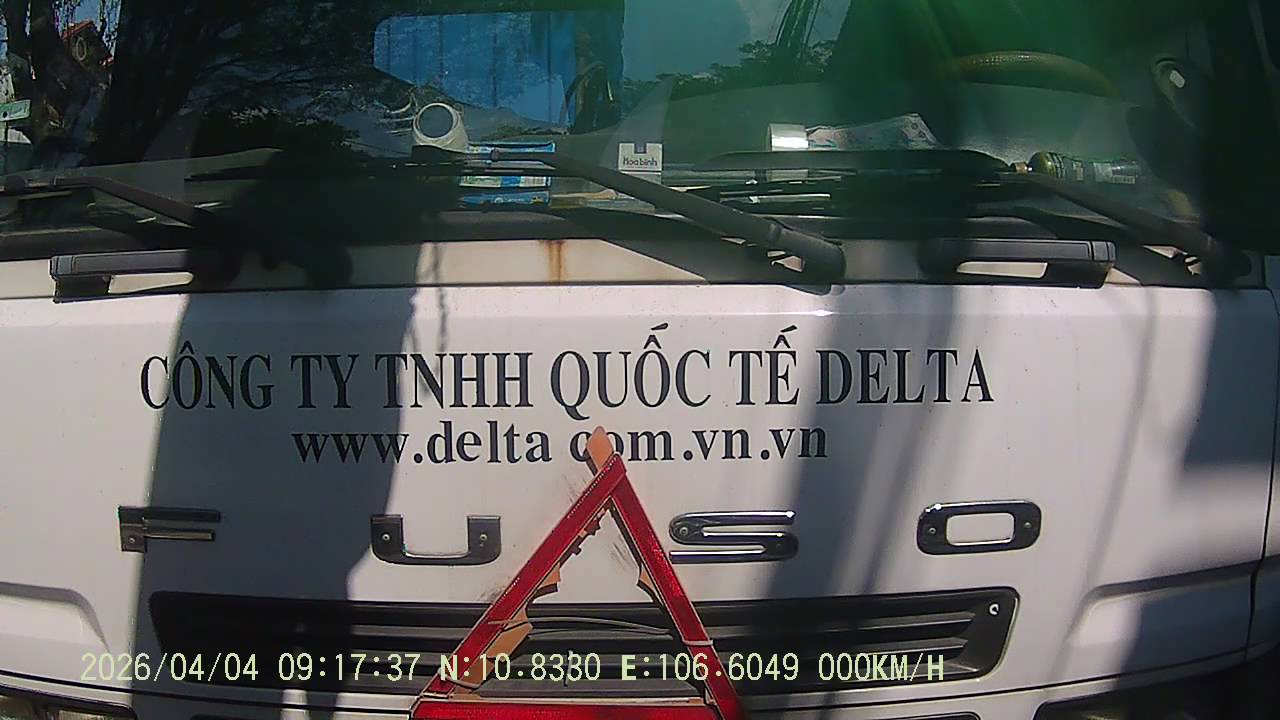 Hoabinh
CÔNG TY TNHH QUỐC TẾ DELTA
www.delta com.vn.vn
FUSO
2026/04/04 09:17:37 N:10.8330 E:106.6049 000KM/H